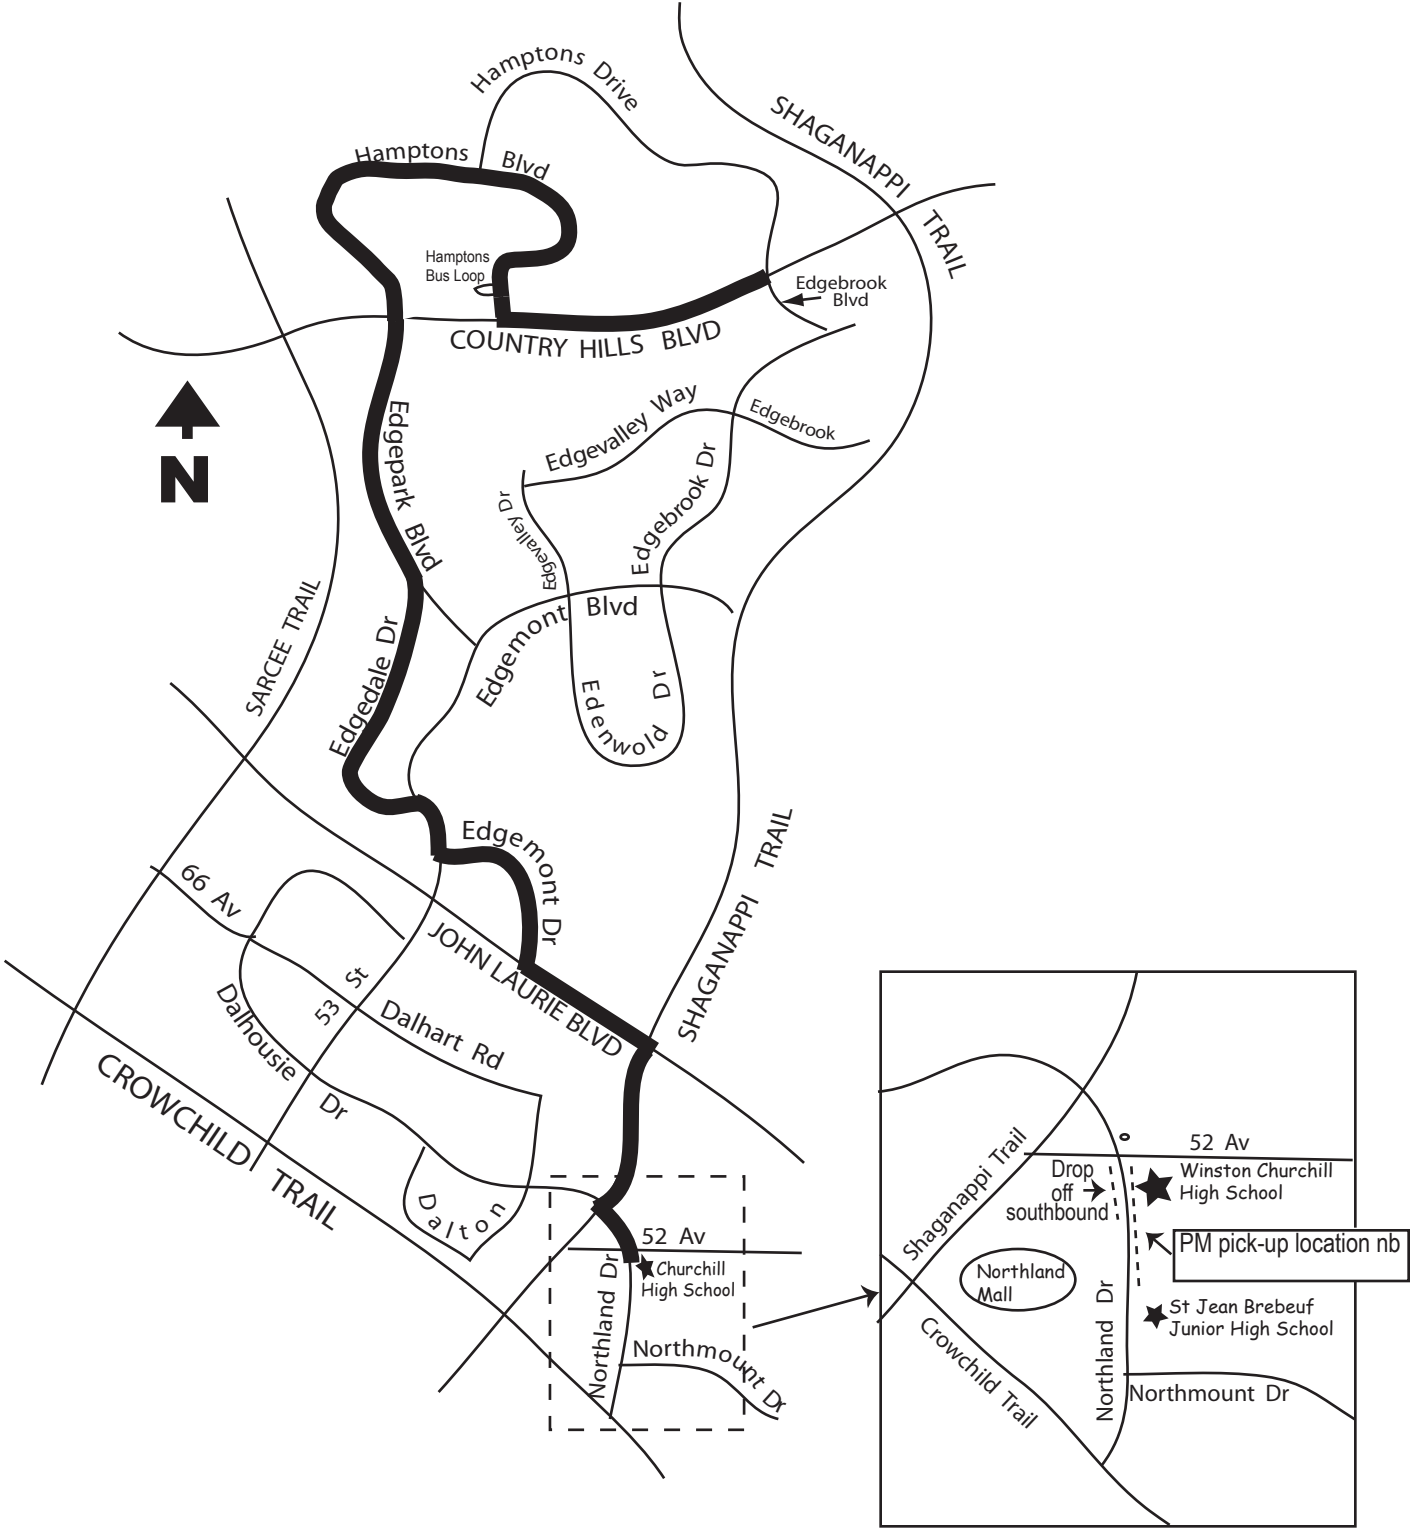 Hamptons Drive
SHAGANAPPI TRAIL
Hamptons Blvd
Hamptons
Bus Loop
Edgebrook
Blvd
COUNTRY HILLS BLVD
N
Edgepark Blvd
Edgevalley Way
Edgebrook
Edgevalley Dr
Edgebrook Dr
SARCEE TRAIL
Edgedale Dr
Edgemont Blvd
Edenwold Dr
Edgemont Dr
SHAGANAPPI TRAIL
66 Av
JOHN LAURIE BLVD
53 St
Dalhart Rd
Dalhousie Dr
CROWCHILD TRAIL
Dalton
52 Av
Churchill
High School
Northland Dr
Northmount Dr
52 Av
Shaganappi Trail
Drop
off
southbound
Winston Churchill
High School
PM pick-up location nb
Northland
Mall
St Jean Brebeuf
Junior High School
Northland Dr
Crowchild Trail
Northmount Dr